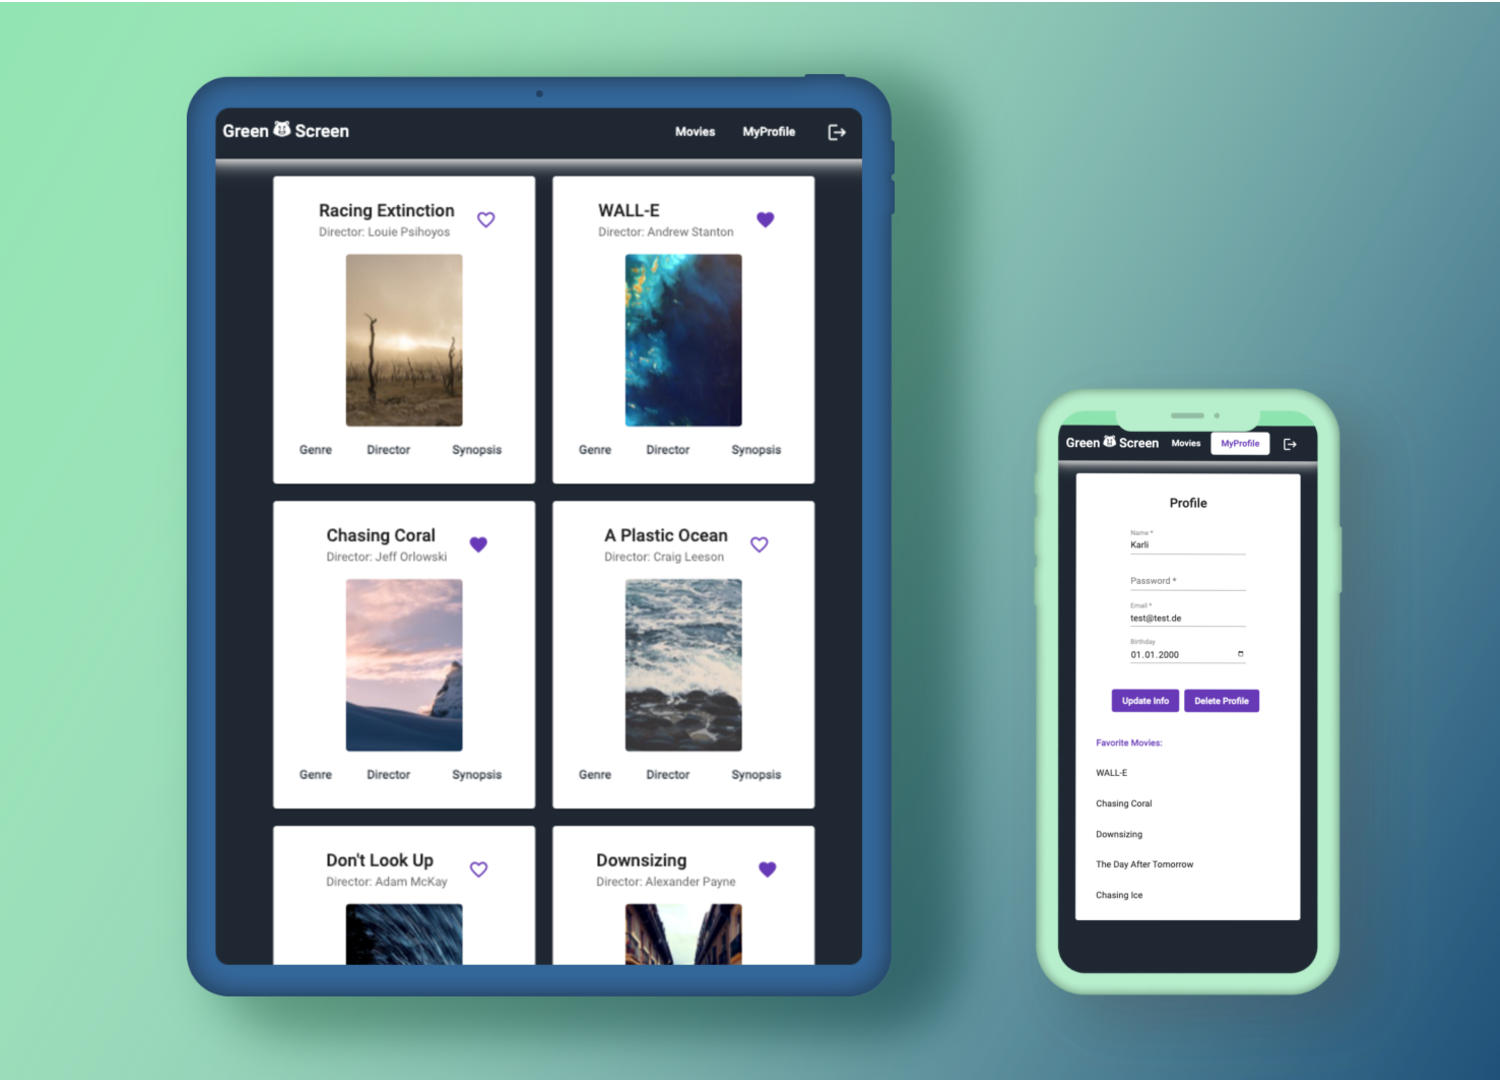 Green Screen
Movies MyProfile
Racing Extinction
Director: Louie Psihoyos
Genre Director Synopsis
WALL-E
Director: Andrew Stanton
Genre Director Synopsis
Chasing Coral
Director: Jeff Orlowski
Genre Director Synopsis
A Plastic Ocean
Director: Craig Leeson
Genre Director Synopsis
Don't Look Up
Director: Adam McKay
Downsizing
Director: Alexander Payne
Green Screen Movies MyProfile
Profile
Name *
Karli
Password *
Email *
test@test.de
Birthday
01.01.2000
Update Info Delete Profile
Favorite Movies:
WALL-E
Chasing Coral
Downsizing
The Day After Tomorrow
Chasing Ice